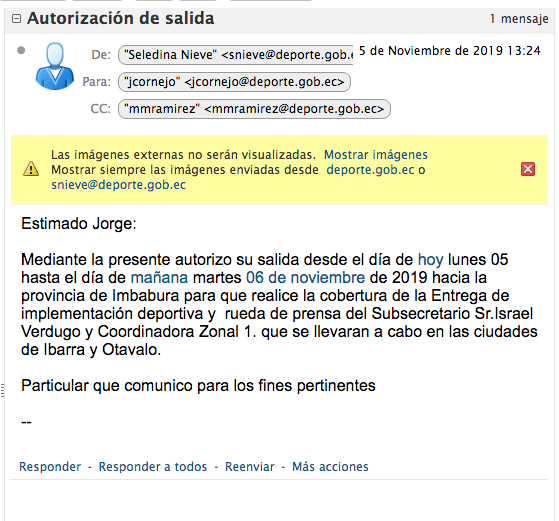 Autorización de salida
1 mensaje
De: "Seledina Nieve" <snieve@deporte.gob.e
5 de Noviembre de 2019 13:24
Para: "jcornejo" <jcornejo@deporte.gob.ec>
CC: "mmramirez" <mmramirez@deporte.gob.ec>
Las imágenes externas no serán visualizadas. Mostrar imágenes
Mostrar siempre las imágenes enviadas desde deporte.gob.ec o
snieve@deporte.gob.ec
Estimado Jorge:
Mediante la presente autorizo su salida desde el día de hoy lunes 05
hasta el día de mañana martes 06 de noviembre de 2019 hacia la
provincia de Imbabura para que realice la cobertura de la Entrega de
implementación deportiva y rueda de prensa del Subsecretario Sr.Israel
Verdugo y Coordinadora Zonal 1. que se llevaran a cabo en las ciudades
de Ibarra y Otavalo.
Particular que comunico para los fines pertinentes
--
Responder - Responder a todos - Reenviar - Más acciones